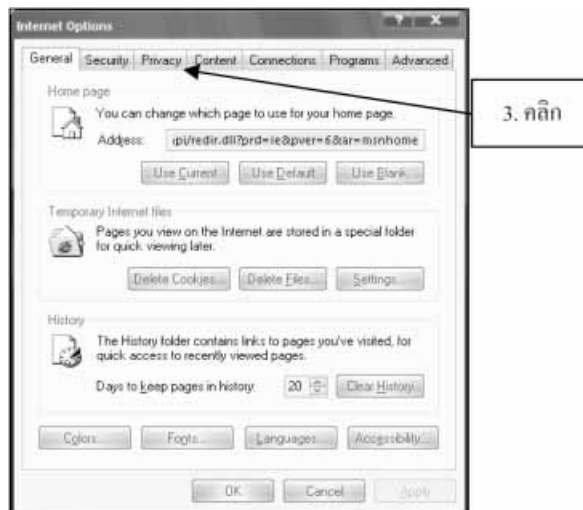 Internet Options
General Security Privacy Content Connections Programs Advanced
Home page
You can change which page to use for your home page.
Address: ipi/redir.dll?prd=ie&pver=6&ar=msnhome
Use Current Use Default Use Blank
3. คลิก
Temporary Internet files
Pages you view on the Internet are stored in a special folder
for quick viewing later.
Delete Cookies... Delete Files... Settings...
History
The History folder contains links to pages you've visited, for
quick access to recently viewed pages.
Days to keep pages in history: 20 Clear History
Colors... Fonts... Languages... Accessibility...
OK Cancel Apply